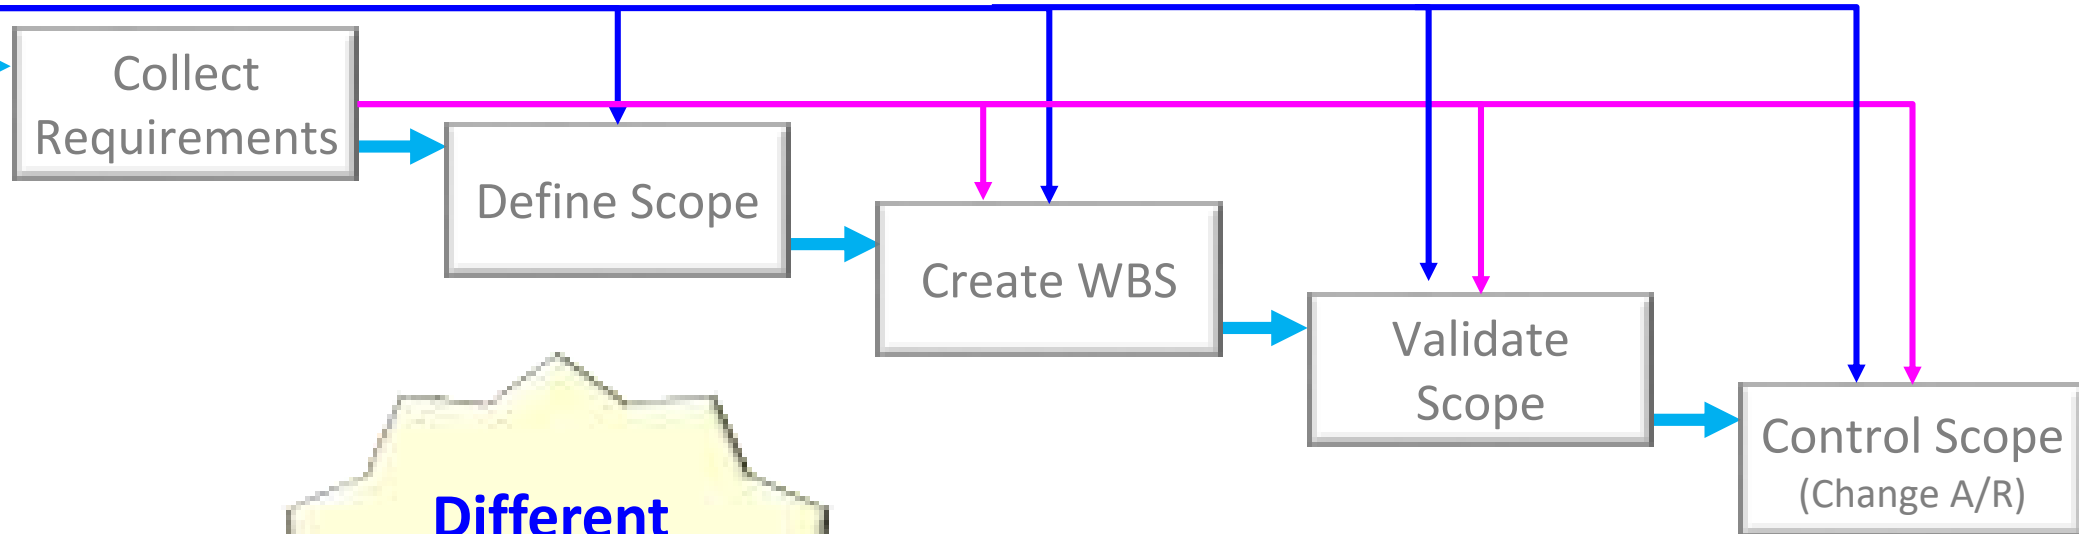 Collect
Requirements
Define Scope
Create WBS
Validate
Scope
Control Scope
(Change A/R)
Different